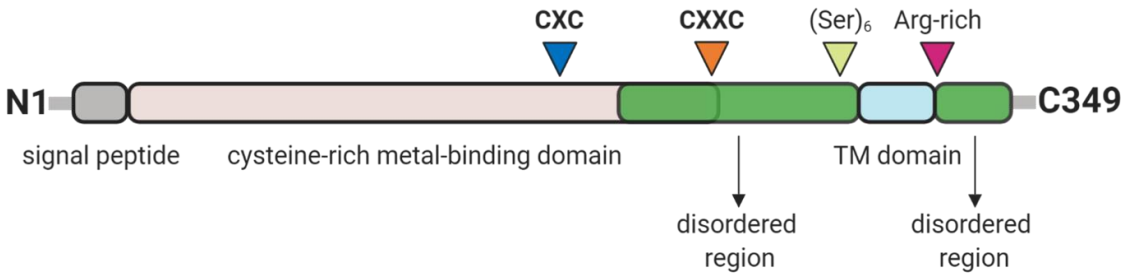 CXC CXXC (Ser)₆ Arg-rich
N1 C349
signal peptide cysteine-rich metal-binding domain TM domain
disordered disordered
region region